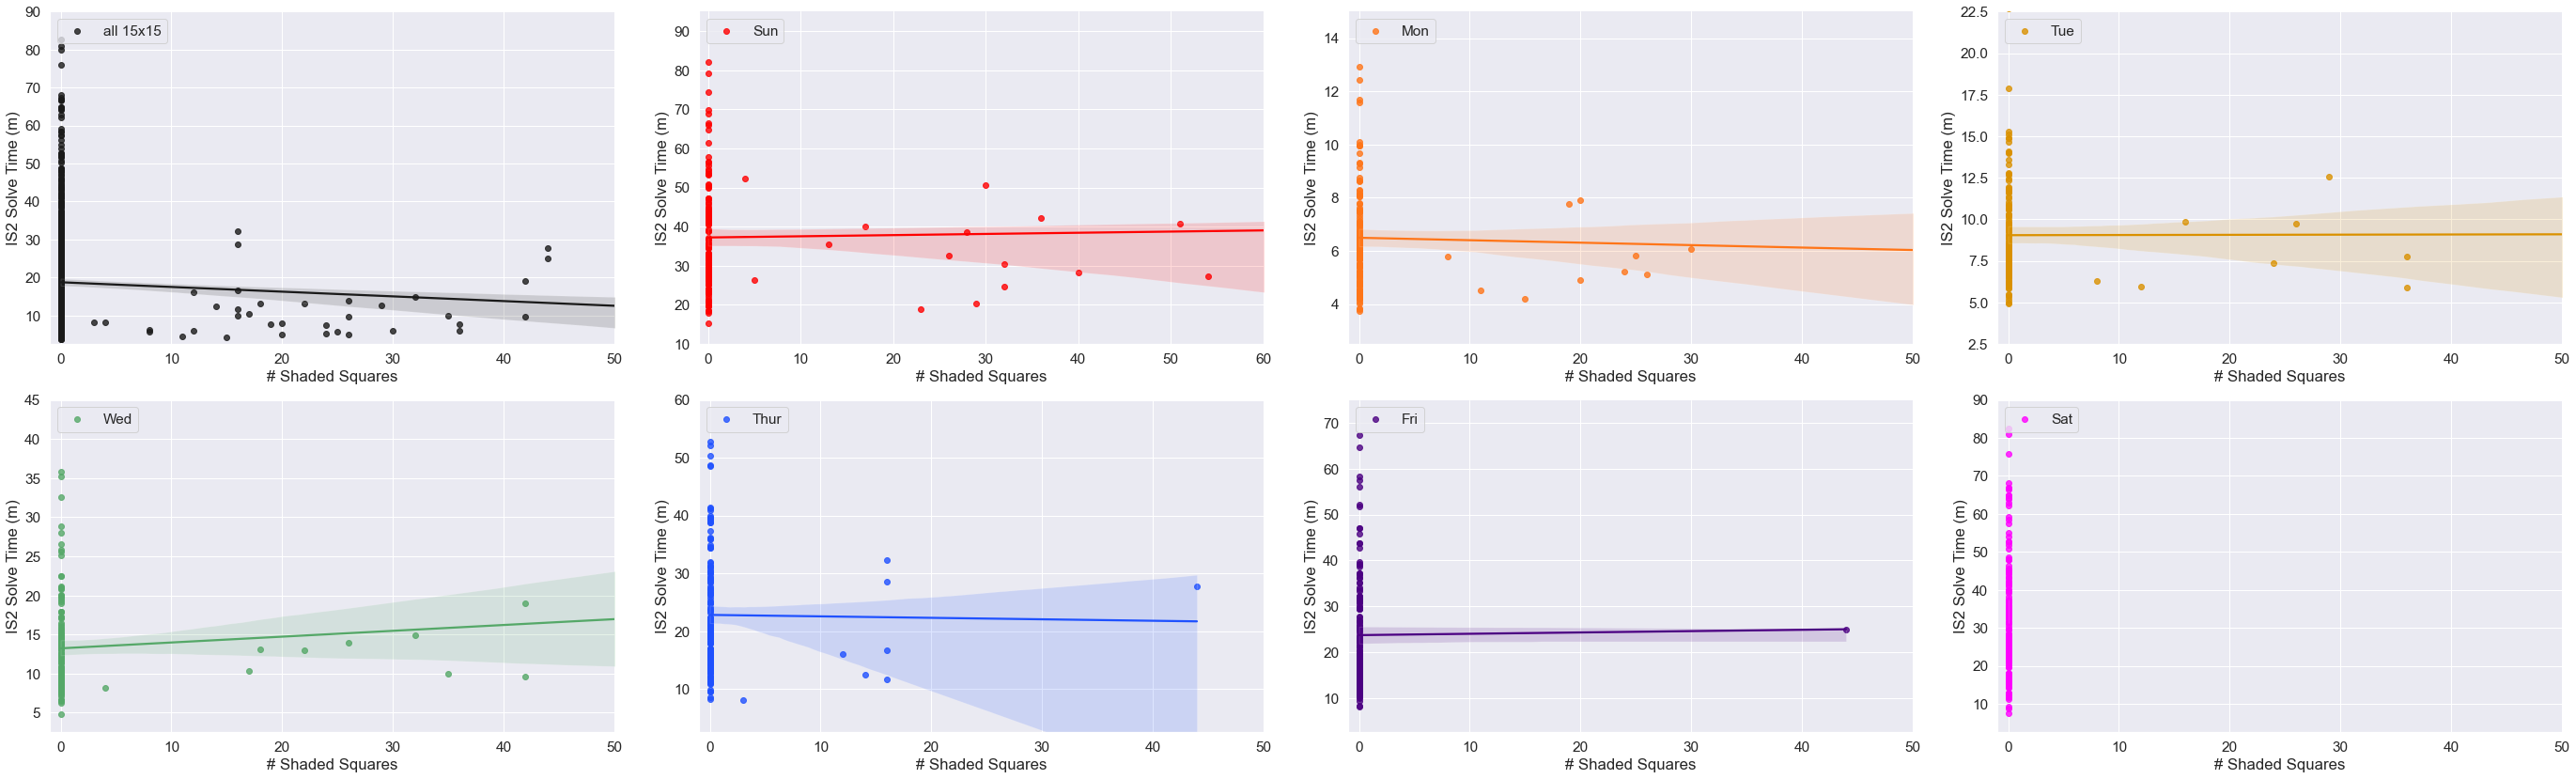 all 15x15
90
80
70
60
50
40
30
20
10
IS2 Solve Time (m)
0 10 20 30 40 50
# Shaded Squares
Sun
90
80
70
60
50
40
30
20
10
IS2 Solve Time (m)
0 10 20 30 40 50 60
# Shaded Squares
Mon
14
12
10
8
6
4
IS2 Solve Time (m)
0 10 20 30 40 50
# Shaded Squares
Tue
22.5
20.0
17.5
15.0
12.5
10.0
7.5
5.0
2.5
IS2 Solve Time (m)
0 10 20 30 40 50
# Shaded Squares
Wed
45
40
35
30
25
20
15
10
5
IS2 Solve Time (m)
0 10 20 30 40 50
# Shaded Squares
Thur
60
50
40
30
20
10
IS2 Solve Time (m)
0 10 20 30 40 50
# Shaded Squares
Fri
70
60
50
40
30
20
10
IS2 Solve Time (m)
0 10 20 30 40 50
# Shaded Squares
Sat
90
80
70
60
50
40
30
20
10
IS2 Solve Time (m)
0 10 20 30 40 50
# Shaded Squares